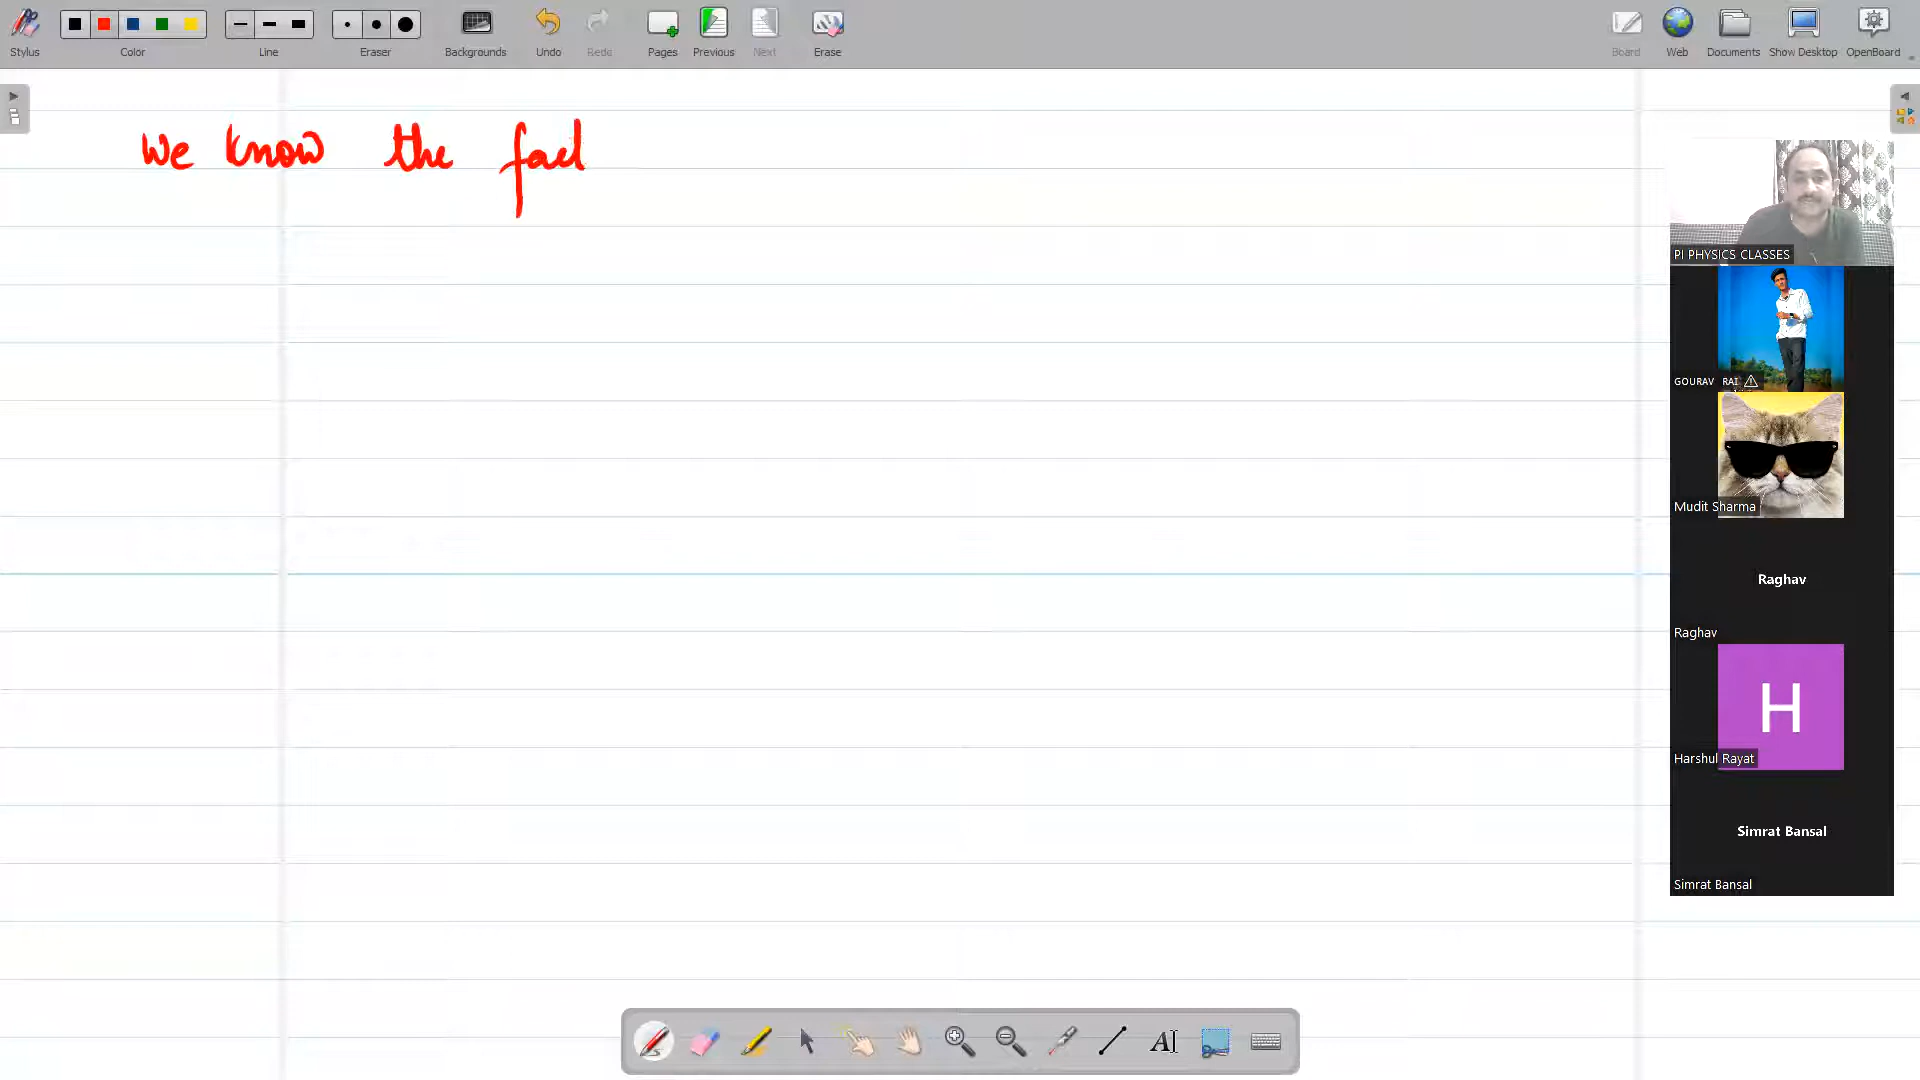 Stylus
Color
Line
Eraser
Backgrounds
Undo
Redo
Pages
Previous
Next
Erase
Board
Web
Documents
Show Desktop
OpenBoard
we know the fact
PI PHYSICS CLASSES
GOURAV RAI
Mudit Sharma
Raghav
Raghav
H
Harshul Rayat
Simrat Bansal
Simrat Bansal